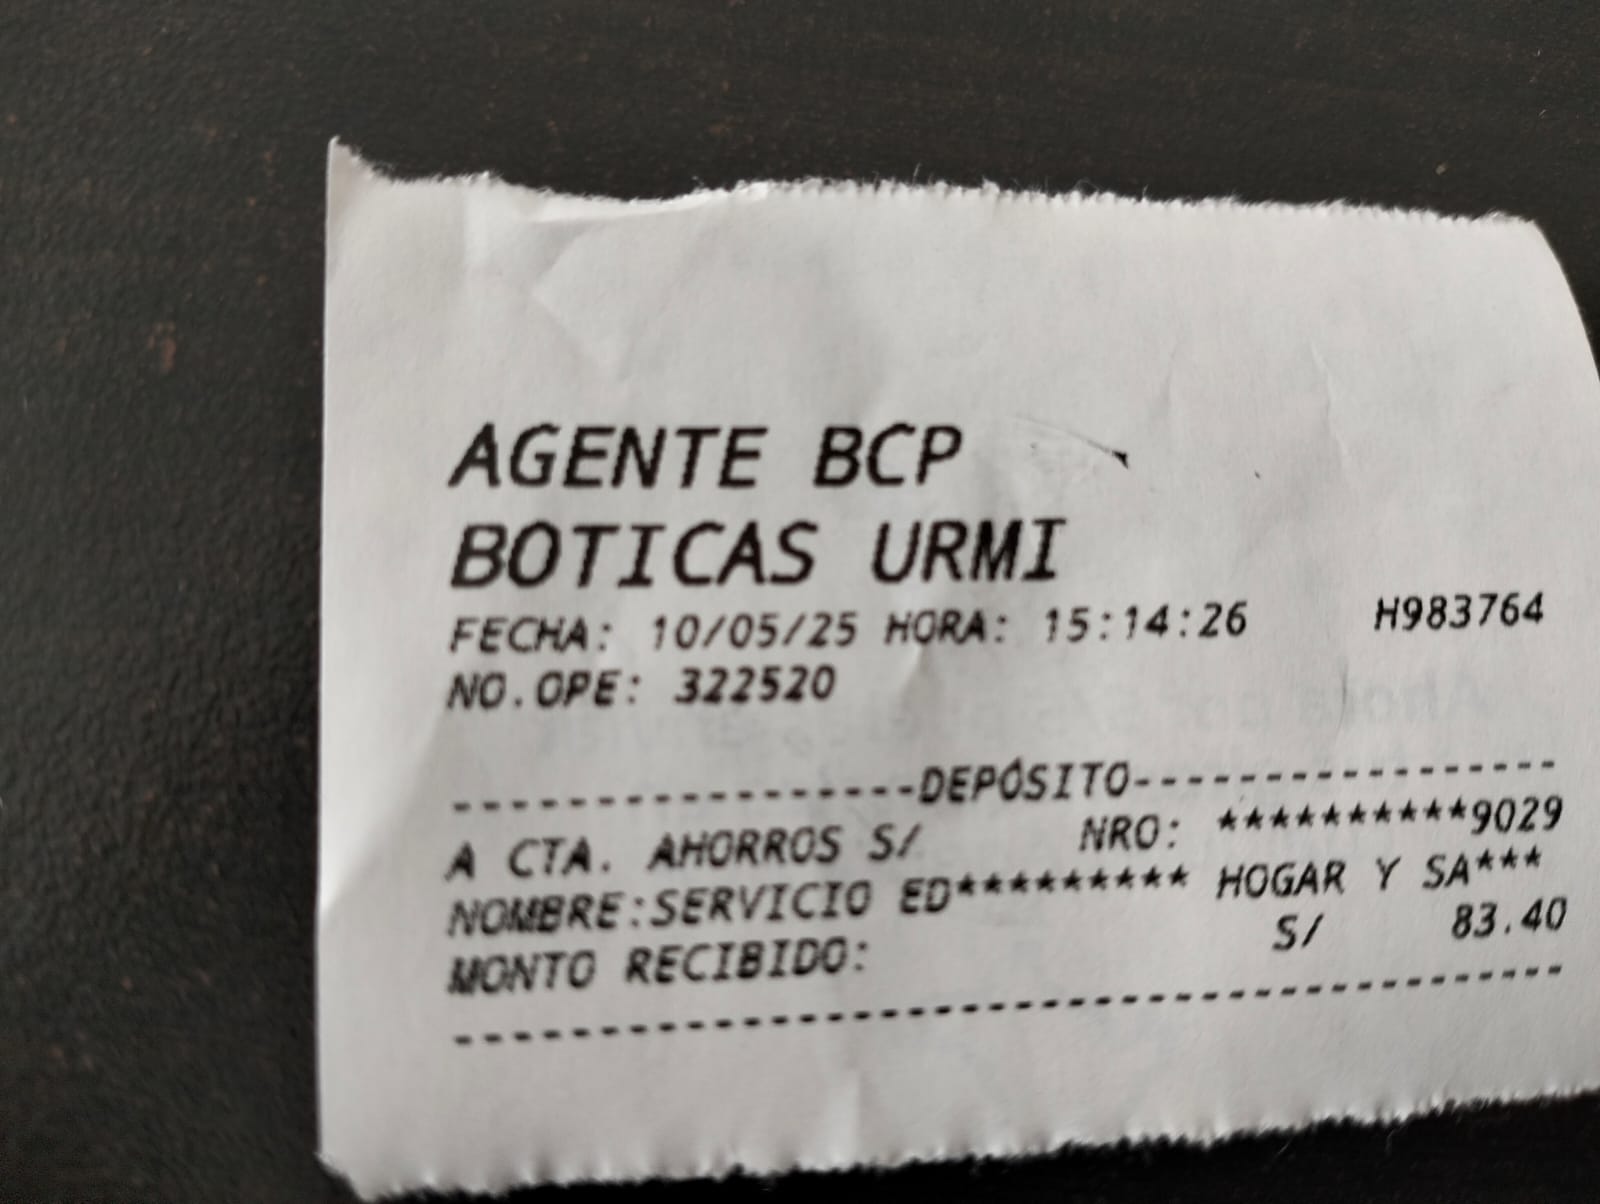 AGENTE BCP
BOTICAS URMI
FECHA: 10/05/25 HORA: 15:14:26 H983764
NO.OPE: 322520
-----------------DEPÓSITO-----------------
A CTA. AHORROS S/ NRO: **********9029
NOMBRE:SERVICIO ED********* HOGAR Y SA***
MONTO RECIBIDO: S/ 83.40
------------------------------------------